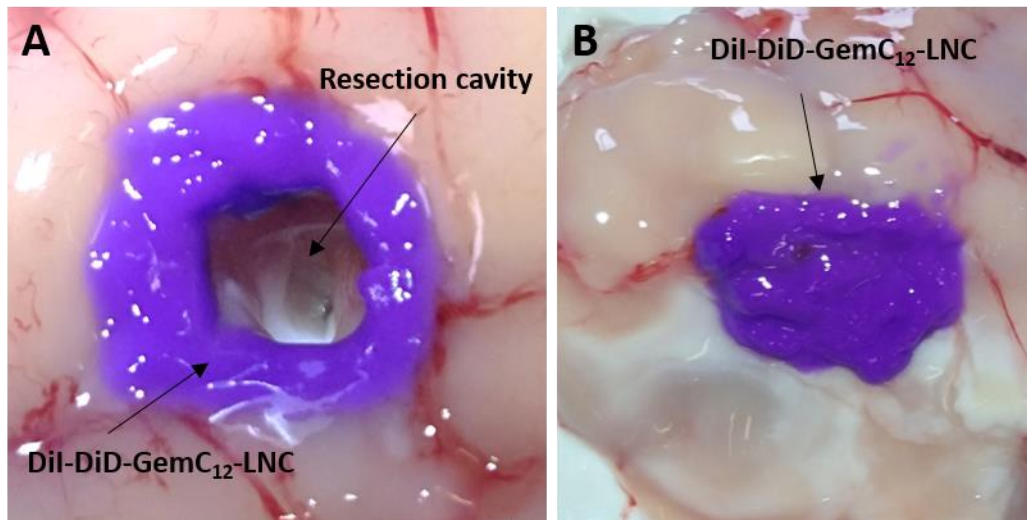 A
Resection cavity
DiI-DiD-GemC₁₂-LNC
B
DiI-DiD-GemC₁₂-LNC